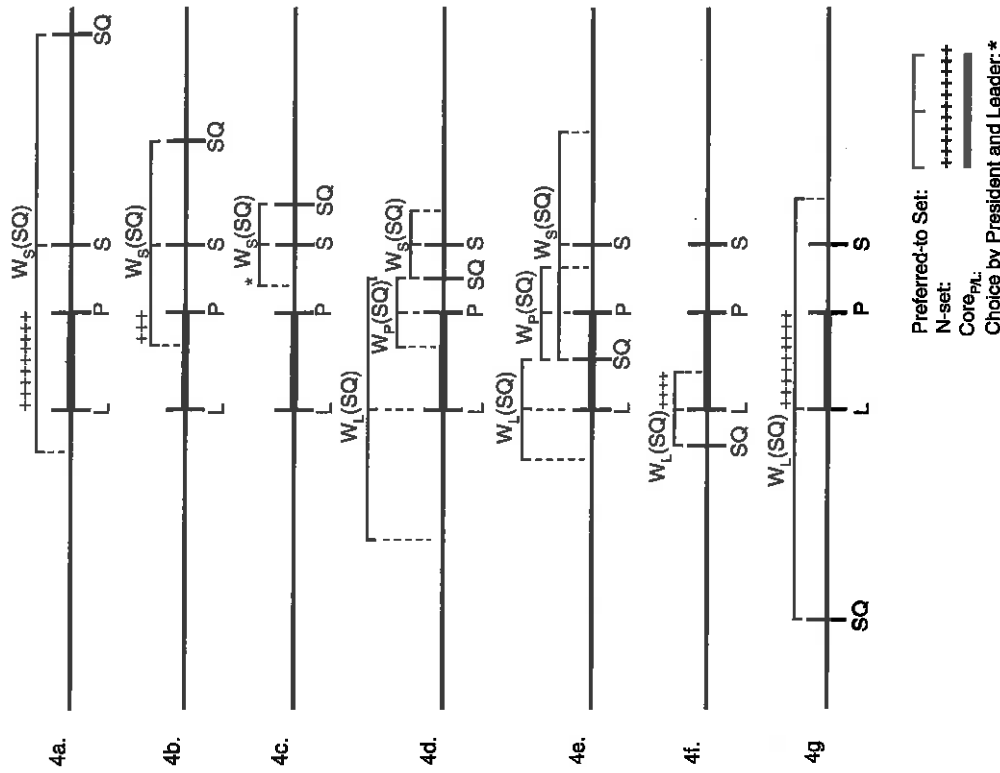 4a.
W_S(SQ)
++++++++++
L P S SQ
4b.
W_S(SQ)
+++
L P S SQ
4c.
W_S(SQ)
*
L P S SQ
4d.
W_L(SQ) W_P(SQ) W_S(SQ)
L P SQ S
4e.
W_L(SQ) W_P(SQ) W_S(SQ)
L SQ P S
4f.
W_L(SQ) ++++
SQ L P S
4g
W_L(SQ) ++++++++++
SQ L P S
Preferred-to Set:
N-set: ++++++++++
Core_P/L:
Choice by President and Leader: *